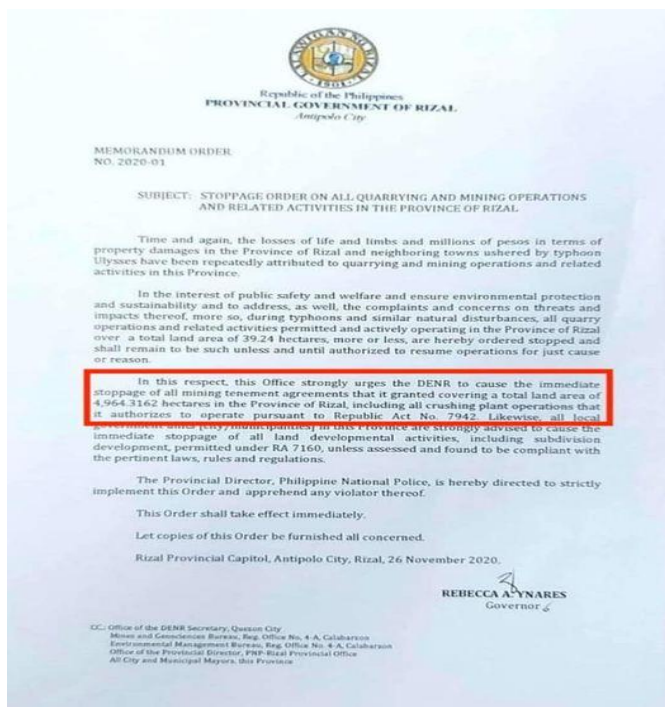 LALAWIGAN NG RIZAL
1901
Republic of the Philippines
PROVINCIAL GOVERNMENT OF RIZAL
Antipolo City
MEMORANDUM ORDER
NO. 2020-01
SUBJECT: STOPPAGE ORDER ON ALL QUARRYING AND MINING OPERATIONS
AND RELATED ACTIVITIES IN THE PROVINCE OF RIZAL
Time and again, the losses of life and limbs and millions of pesos in terms of
property damages in the Province of Rizal and neighboring towns ushered by typhoon
Ulysses have been repeatedly attributed to quarrying and mining operations and related
activities in this Province.
In the interest of public safety and welfare and ensure environmental protection
and sustainability and to address, as well, the complaints and concerns on threats and
impacts thereof, more so, during typhoons and similar natural disturbances, all quarry
operations and related activities permitted and actively operating in the Province of Rizal
over a total land area of 39.24 hectares, more or less, are hereby ordered stopped and
shall remain to be such unless and until authorized to resume operations for just cause
or reason.
In this respect, this Office strongly urges the DENR to cause the immediate
stoppage of all mining tenement agreements that it granted covering a total land area of
4,964.3162 hectares in the Province of Rizal, including all crushing plant operations that
it authorizes to operate pursuant to Republic Act No. 7942. Likewise, all local
government units [city/municipalities] in this Province are strongly advised to cause the
immediate stoppage of all land developmental activities, including subdivision
development, permitted under RA 7160, unless assessed and found to be compliant with
the pertinent laws, rules and regulations.
The Provincial Director, Philippine National Police, is hereby directed to strictly
implement this Order and apprehend any violator thereof.
This Order shall take effect immediately.
Let copies of this Order be furnished all concerned.
Rizal Provincial Capitol, Antipolo City, Rizal, 26 November 2020.
REBECCA A. YNARES
Governor
CC.: Office of the DENR Secretary, Quezon City
Mines and Geosciences Bureau, Reg. Office No. 4-A, Calabarzon
Environmental Management Bureau, Reg. Office No. 4-A, Calabarzon
Office of the Provincial Director, PNP-Rizal Provincial Office
All City and Municipal Mayors, this Province